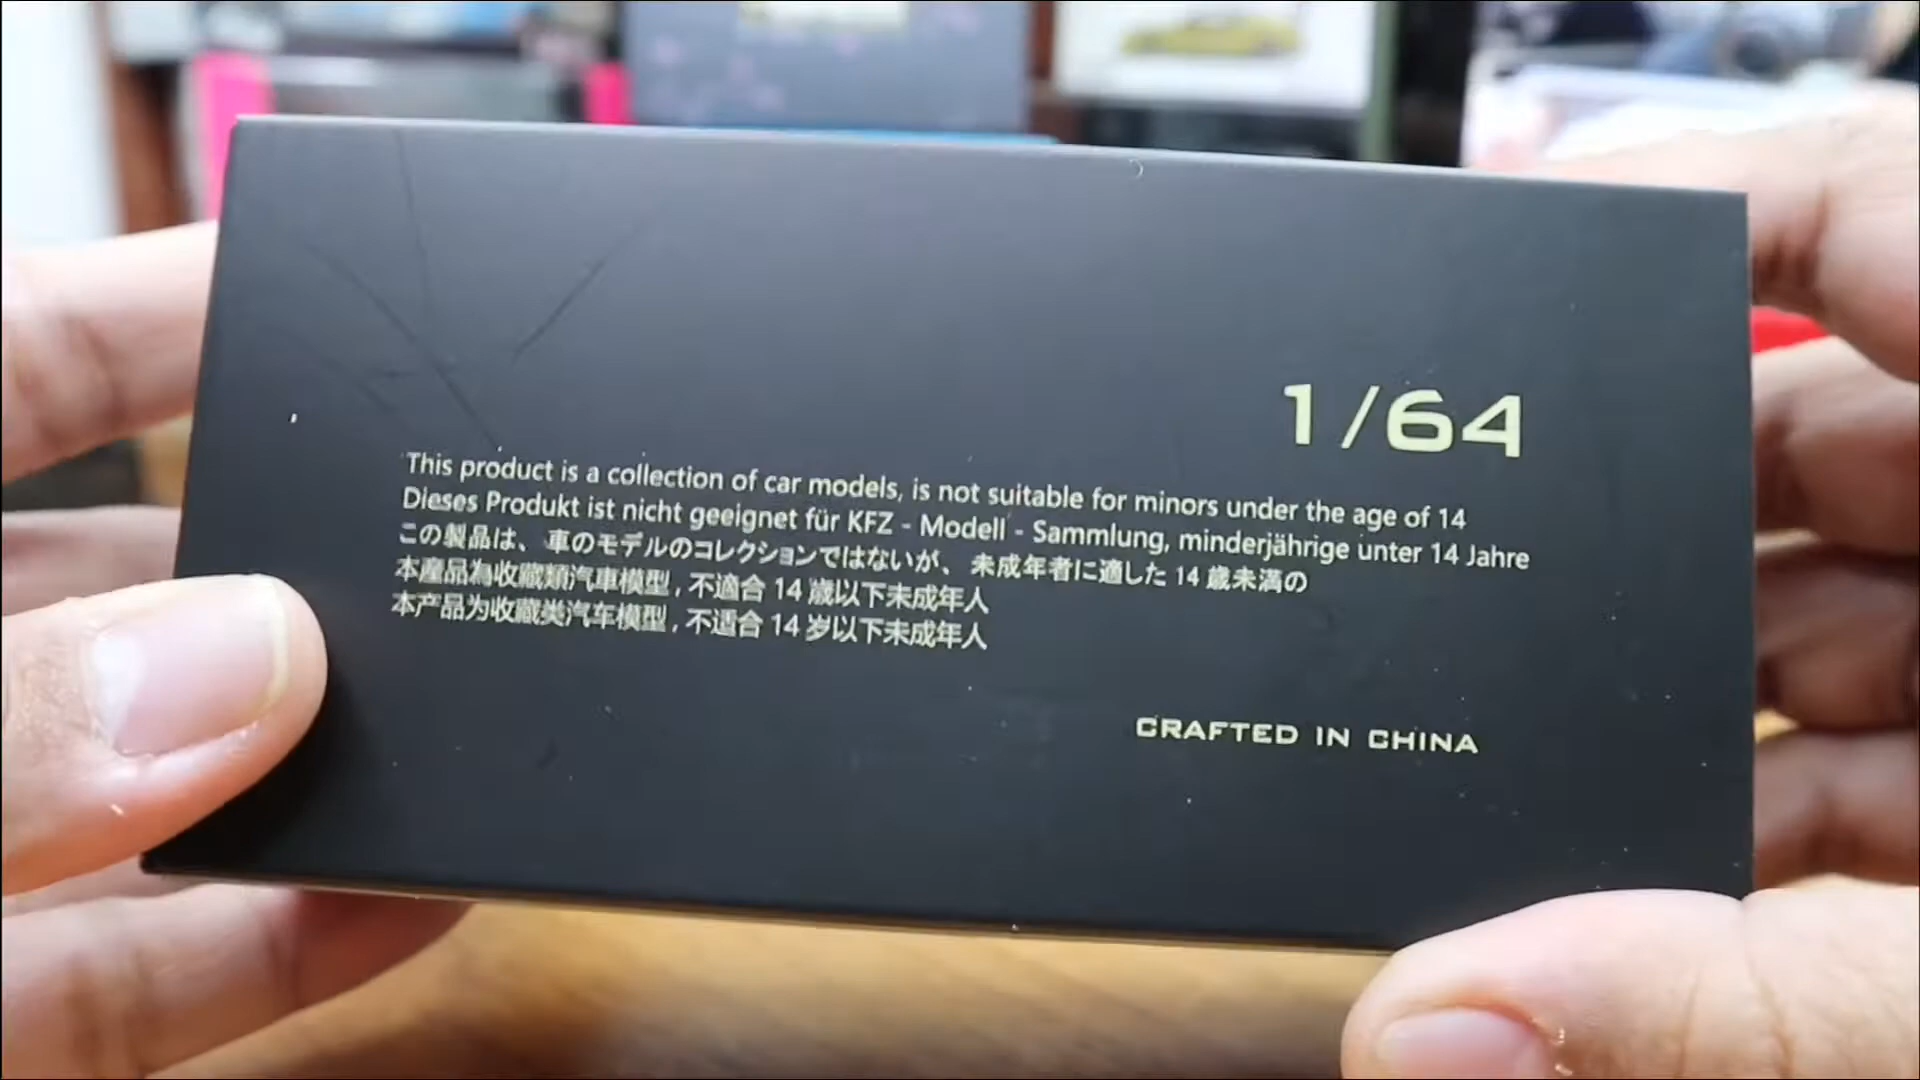 1/64
This product is a collection of car models, is not suitable for minors under the age of 14
Dieses Produkt ist nicht geeignet für KFZ - Modell - Sammlung, minderjährige unter 14 Jahre
この製品は、車のモデルのコレクションではないが、未成年者に適した 14 歳未満の
本產品為收藏類汽車模型，不適合 14 歲以下未成年人
本产品为收藏类汽车模型，不适合 14 岁以下未成年人
CRAFTED IN CHINA